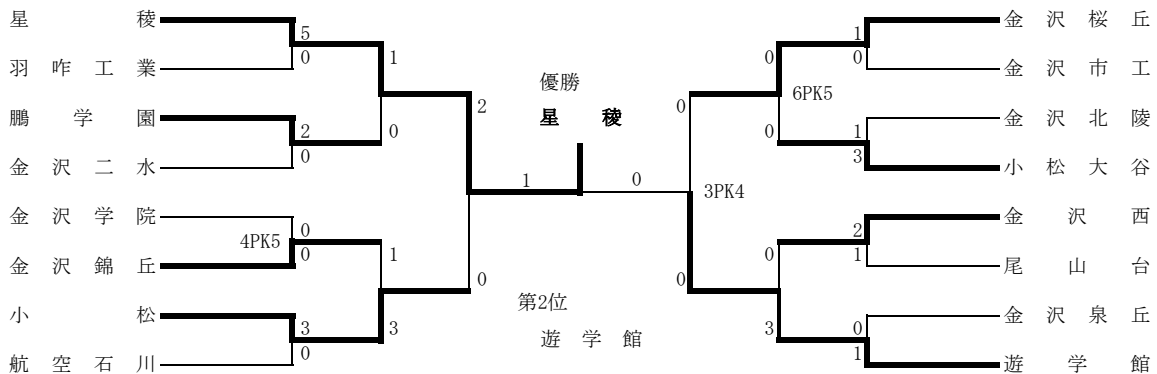 星稜 金沢桜丘
5 1
0 1 0 0
羽咋工業 金沢市工
優勝
2 0 6PK5
鵬学園 星稜 金沢北陵
2 0 0 1
0 3
金沢二水 小松大谷
1 0 3PK4
金沢学院 金沢西
0 2
4PK5 0 1 0 1
金沢錦丘 尾山台
0 0
第2位
小松 金沢泉丘
3 3 遊学館 3 0
0 1
航空石川 遊学館